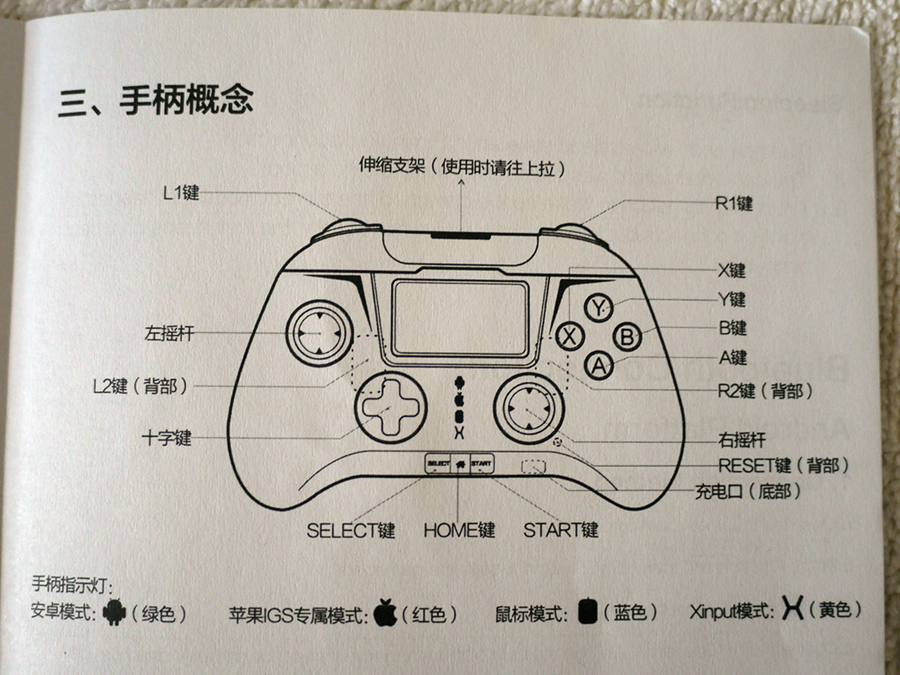 三、手柄概念
伸缩支架（使用时请往上拉）
L1键
R1键
X键
Y键
B键
A键
左摇杆
L2键（背部）
R2键（背部）
十字键
右摇杆
RESET键（背部）
充电口（底部）
Y
X
B
A
SELECT
START
SELECT键
HOME键
START键
手柄指示灯：
安卓模式：（绿色） 苹果IGS专属模式：（红色） 鼠标模式：（蓝色） Xinput模式：（黄色）